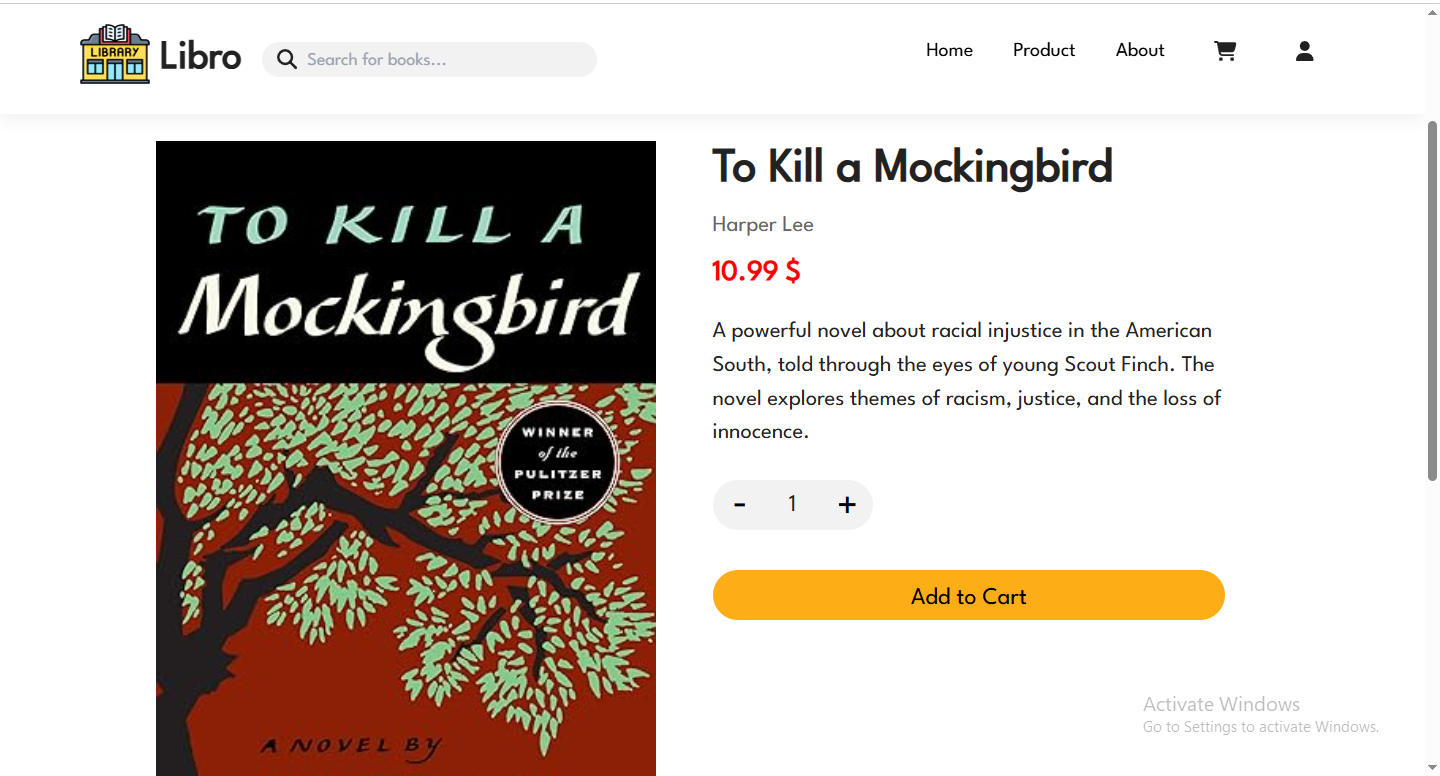 LIBRARY
Libro
Search for books...
Home
Product
About
TO KILL A
Mockingbird
WINNER
of the
PULITZER
PRIZE
A NOVEL BY
To Kill a Mockingbird
Harper Lee
10.99 $
A powerful novel about racial injustice in the American
South, told through the eyes of young Scout Finch. The
novel explores themes of racism, justice, and the loss of
innocence.
- 1 +
Add to Cart
Activate Windows
Go to Settings to activate Windows.